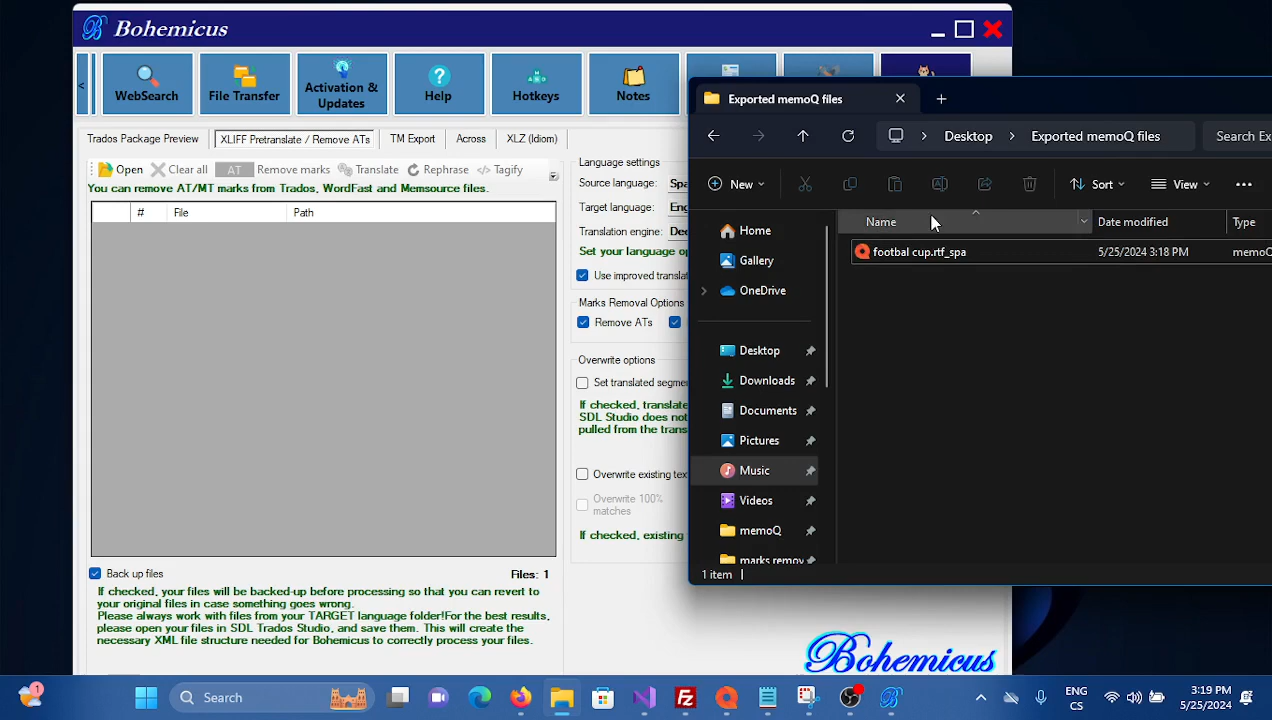 Bohemicus
<
WebSearch
File Transfer
Activation &
Updates
Help
Hotkeys
Notes
Trados Package Preview
XLIFF Pretranslate / Remove ATs
TM Export
Across
XLZ (Idiom)
Open
Clear all
AT
Remove marks
Translate
Rephrase
Tagify
You can remove AT/MT marks from Trados, WordFast and Memsource files.
#
File
Path
Language settings
Source language:
Spa
Target language:
Eng
Translation engine:
Dee
Set your language op
Use improved translat
Marks Removal Options
Remove ATs
Overwrite options
Set translated segme
If checked, translate
SDL Studio does not
pulled from the trans
Overwrite existing tex
Overwrite 100%
matches
If checked, existing
Back up files
Files: 1
If checked, your files will be backed-up before processing so that you can revert to
your original files in case something goes wrong.
Please always work with files from your TARGET language folder!For the best results,
please open your files in SDL Trados Studio, and save them. This will create the
necessary XML file structure needed for Bohemicus to correctly process your files.
Bohemicus
Exported memoQ files
Desktop
Exported memoQ files
Search Ex
New
Sort
View
Name
Date modified
Type
footbal cup.rtf_spa
5/25/2024 3:18 PM
memoQ
Home
Gallery
OneDrive
Desktop
Downloads
Documents
Pictures
Music
Videos
memoQ
marks remov
1 item
1
Search
ENG
CS
3:19 PM
5/25/2024